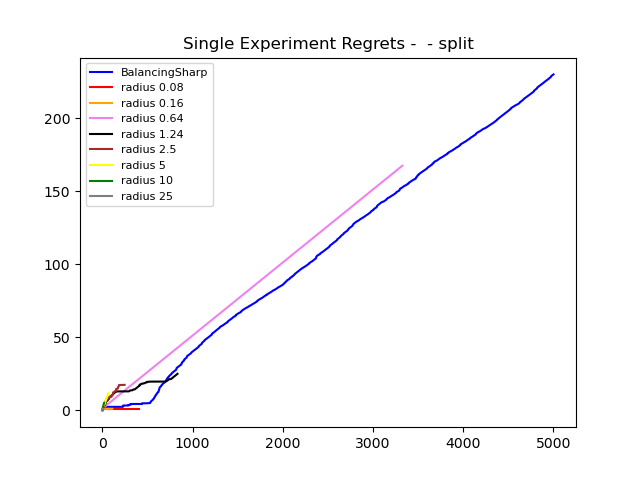 Single Experiment Regrets -  - split
BalancingSharp
radius 0.08
radius 0.16
radius 0.64
radius 1.24
radius 2.5
radius 5
radius 10
radius 25
200
150
100
50
0
0 1000 2000 3000 4000 5000